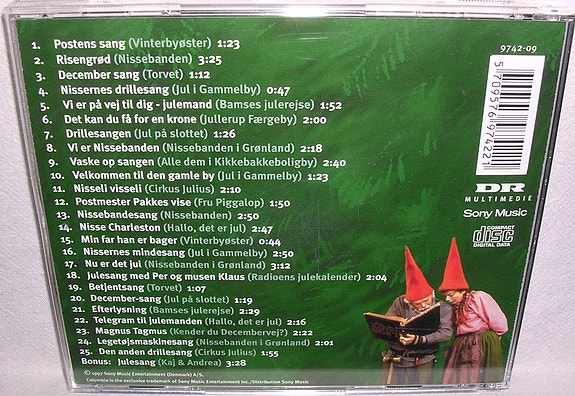 1. Postens sang (Vinterbyøster) 1:23
2. Risengrød (Nissebanden) 3:25
3. December sang (Torvet) 1:12
4. Nissernes drillesang (Jul i Gammelby) 0:47
5. Vi er på vej til dig - julemand (Bamses julerejse) 1:52
6. Det kan du få for en krone (Jullerup Færgeby) 2:00
7. Drillesangen (Jul på slottet) 1:26
8. Vi er Nissebanden (Nissebanden i Grønland) 2:18
9. Vaske op sangen (Alle dem i Kikkebakkeboligby) 2:40
10. Velkommen til den gamle by (Jul i Gammelby) 1:23
11. Nisseli visseli (Cirkus Julius) 2:10
12. Postmester Pakkes vise (Fru Piggalop) 1:50
13. Nissebandesang (Nissebanden) 2:50
14. Nisse Charleston (Hallo, det er jul) 2:47
15. Min far han er bager (Vinterbyøster) 0:44
16. Nissernes mindesang (Jul i Gammelby) 2:50
17. Nu er det jul (Nissebanden i Grønland) 3:12
18. Julesang med Per og musen Klaus (Radioens julekalender) 2:04
19. Betjentsang (Torvet) 1:07
20. December-sang (Jul på slottet) 1:19
21. Efterlysning (Bamses julerejse) 2:29
22. Telegram til julemanden (Hallo, det er jul) 2:16
23. Magnus Tagmus (Kender du Decembervej?) 2:22
24. Legetøjsmaskinesang (Nissebanden i Grønland) 2:01
25. Den anden drillesang (Cirkus Julius) 1:55
Bonus: Julesang (Kaj & Andrea) 3:28
© 1997 Sony Music Entertainment (Denmark) A/S.
Columbia is the exclusive trademark of Sony Music Entertainment Inc./Distribution Sony Music
9742-09
5 709576 974221
DR
MULTIMEDIE
Sony Music
COMPACT
disc
DIGITAL DATA